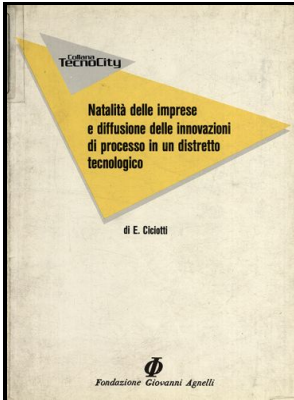 Collana
TecnoCity
Natalità delle imprese
e diffusione delle innovazioni
di processo in un distretto
tecnologico
di E. Ciciotti
Fondazione Giovanni Agnelli